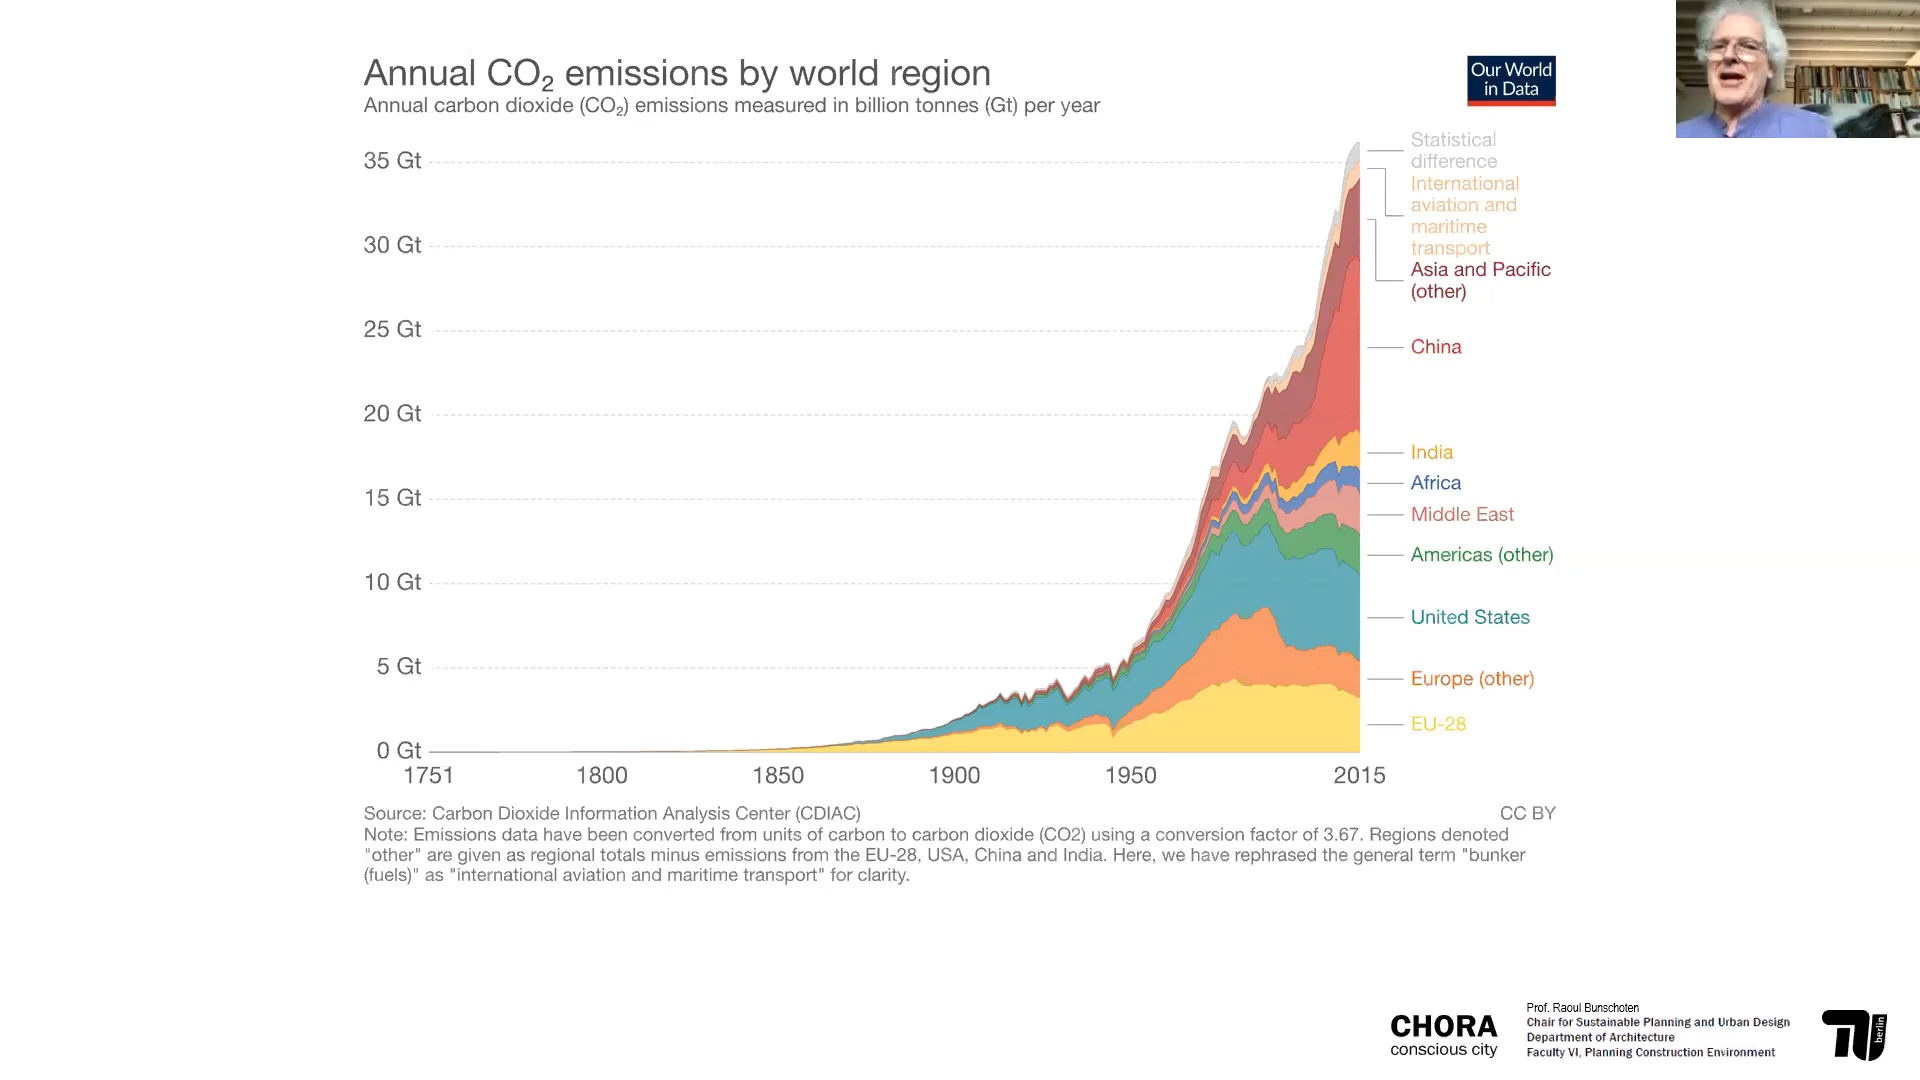 Annual CO₂ emissions by world region
Annual carbon dioxide (CO₂) emissions measured in billion tonnes (Gt) per year
Our World
in Data
35 Gt
30 Gt
25 Gt
20 Gt
15 Gt
10 Gt
5 Gt
0 Gt
1751
1800
1850
1900
1950
2015
Statistical
difference
International
aviation and
maritime
transport
Asia and Pacific
(other)
China
India
Africa
Middle East
Americas (other)
United States
Europe (other)
EU-28
Source: Carbon Dioxide Information Analysis Center (CDIAC)
CC BY
Note: Emissions data have been converted from units of carbon to carbon dioxide (CO2) using a conversion factor of 3.67. Regions denoted
"other" are given as regional totals minus emissions from the EU-28, USA, China and India. Here, we have rephrased the general term "bunker
(fuels)" as "international aviation and maritime transport" for clarity.
CHORA
conscious city
Prof. Raoul Bunschoten
Chair for Sustainable Planning and Urban Design
Department of Architecture
Faculty VI, Planning Construction Environment
berlin